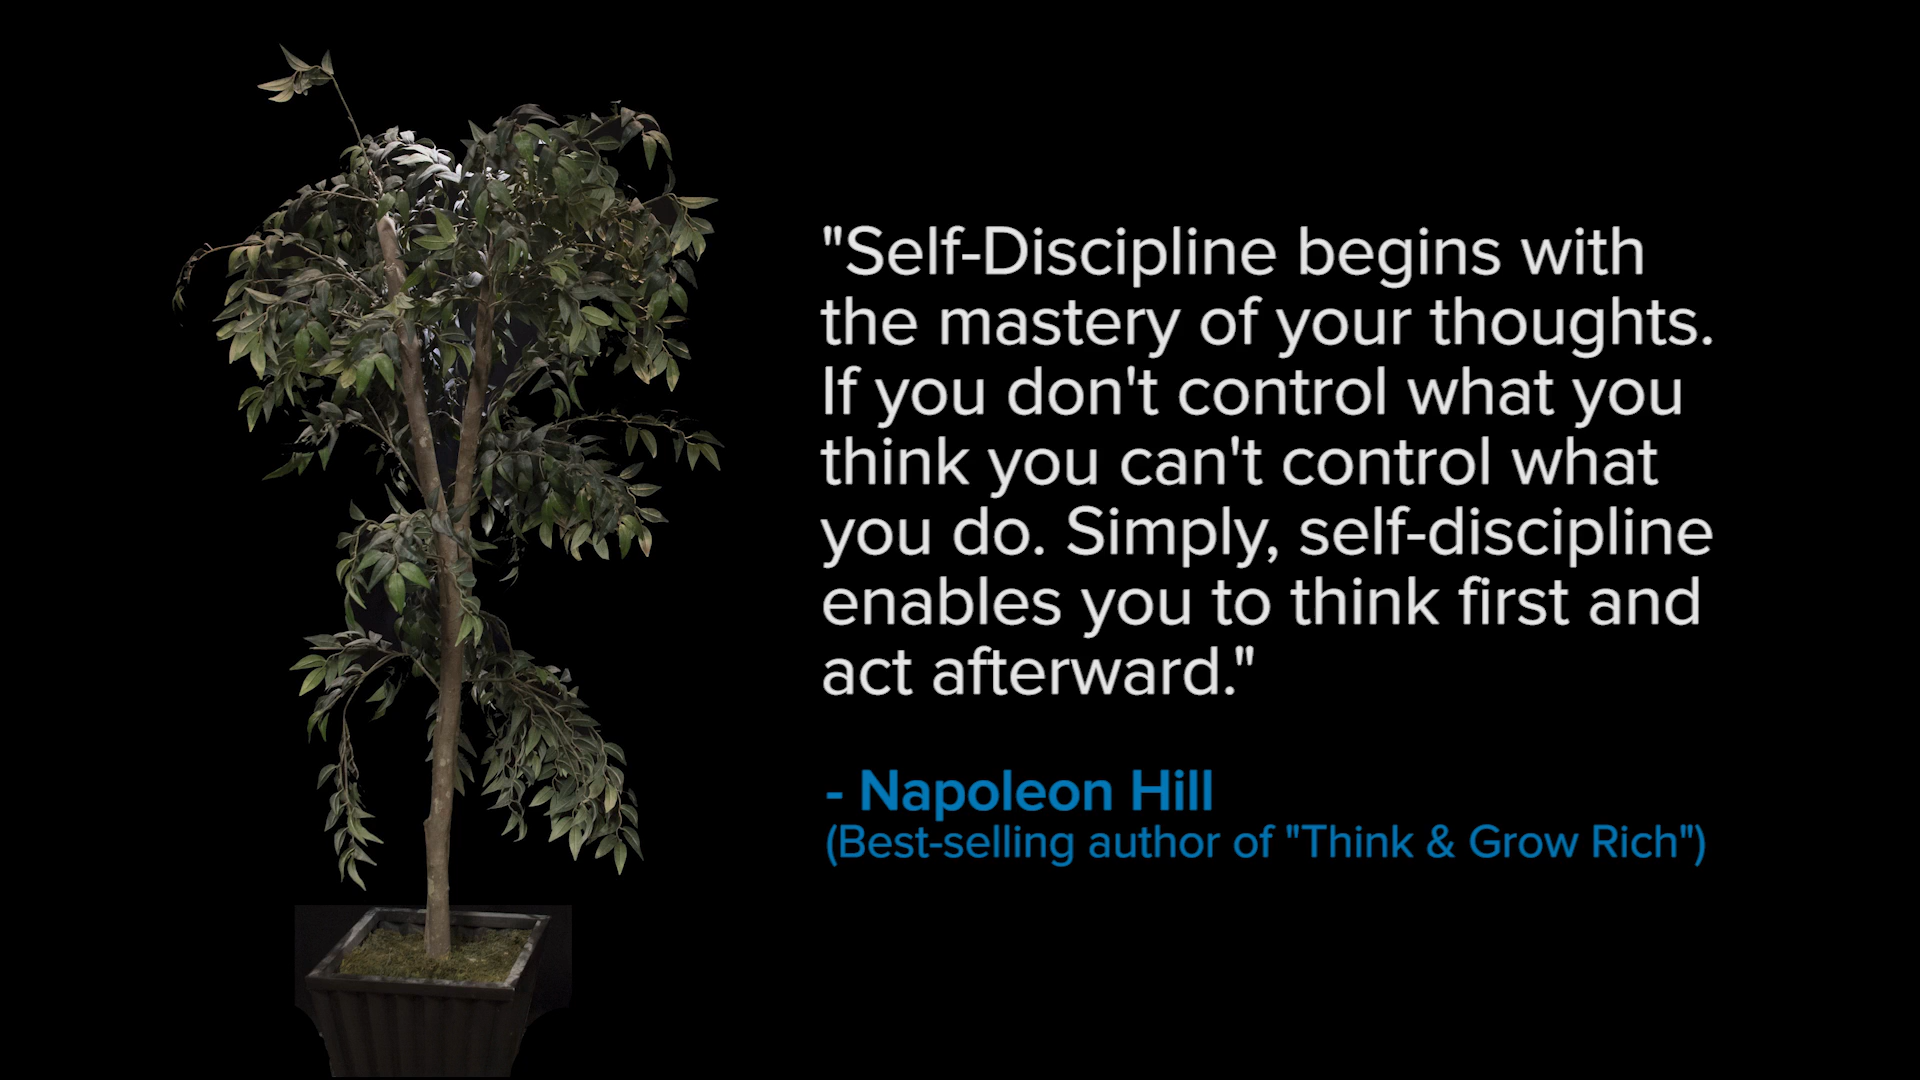 "Self-Discipline begins with
the mastery of your thoughts.
If you don't control what you
think you can't control what
you do. Simply, self-discipline
enables you to think first and
act afterward."
- Napoleon Hill
(Best-selling author of "Think & Grow Rich")